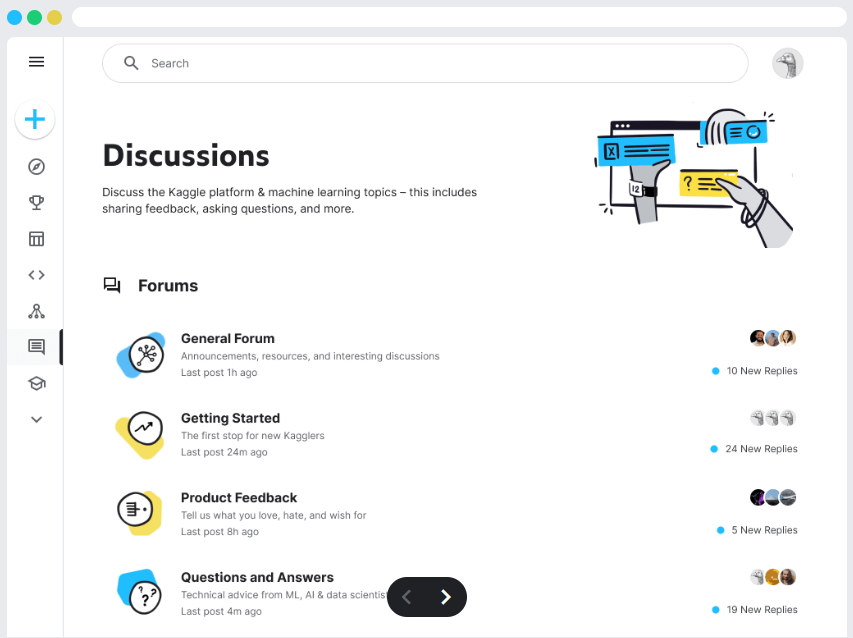 Search
Discussions
Discuss the Kaggle platform & machine learning topics – this includes
sharing feedback, asking questions, and more.
X
?
12
Forums
General Forum
Announcements, resources, and interesting discussions
Last post 1h ago
10 New Replies
Getting Started
The first stop for new Kagglers
Last post 24m ago
24 New Replies
Product Feedback
Tell us what you love, hate, and wish for
Last post 8h ago
5 New Replies
Questions and Answers
Technical advice from ML, AI & data
Last post 4m ago
19 New Replies
? ? ?